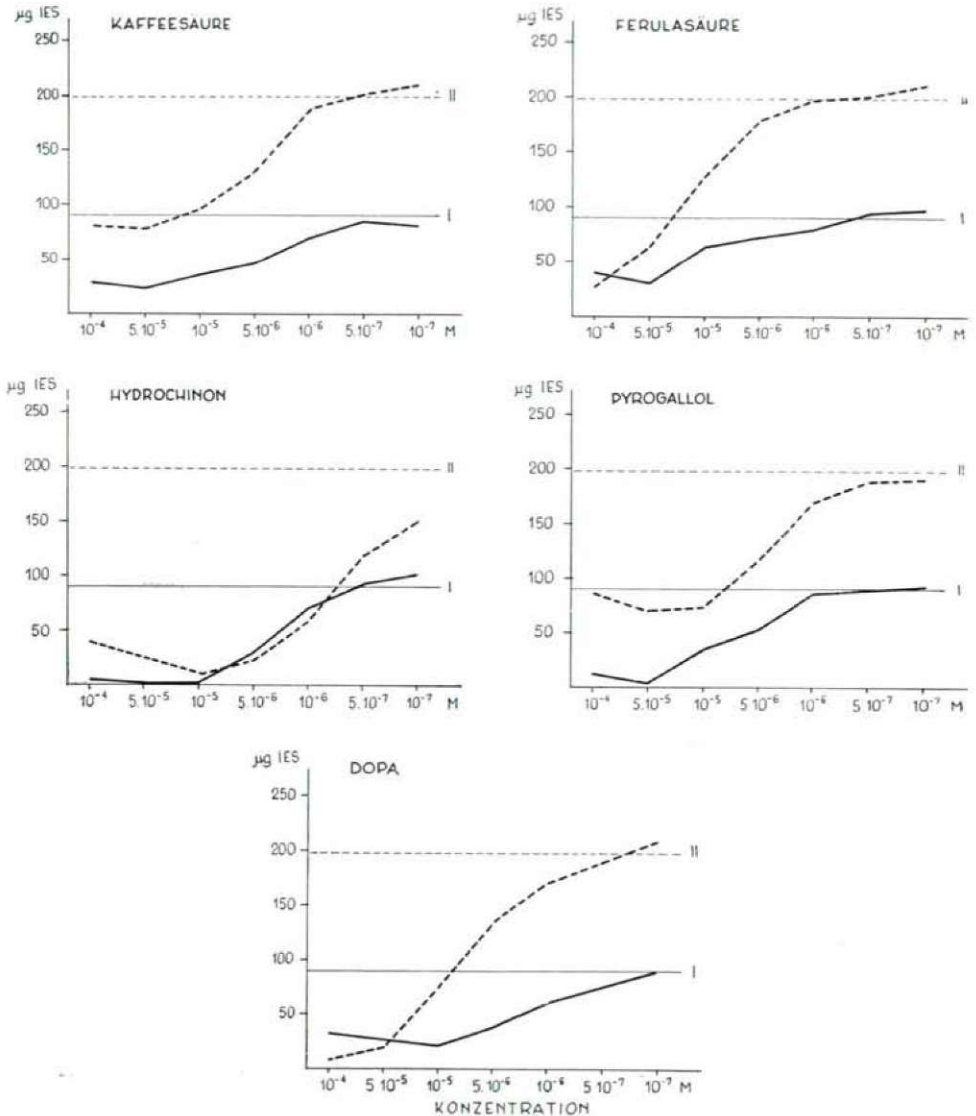 µg IES
KAFFEESÄURE
250
200
150
100
50
II
I
10⁻⁴ 5.10⁻⁵ 10⁻⁵ 5.10⁻⁶ 10⁻⁶ 5.10⁻⁷ 10⁻⁷ M
µg IES
FERULASÄURE
250
200
150
100
50
II
I
10⁻⁴ 5.10⁻⁵ 10⁻⁵ 5.10⁻⁶ 10⁻⁶ 5.10⁻⁷ 10⁻⁷ M
µg IES
HYDROCHINON
250
200
150
100
50
II
I
10⁻⁴ 5.10⁻⁵ 10⁻⁵ 5.10⁻⁶ 10⁻⁶ 5.10⁻⁷ 10⁻⁷ M
µg IES
PYROGALLOL
250
200
150
100
50
II
I
10⁻⁴ 5.10⁻⁵ 10⁻⁵ 5.10⁻⁶ 10⁻⁶ 5.10⁻⁷ 10⁻⁷ M
µg IES
DOPA
250
200
150
100
50
II
I
10⁻⁴ 5.10⁻⁵ 10⁻⁵ 5.10⁻⁶ 10⁻⁶ 5.10⁻⁷ 10⁻⁷ M
KONZENTRATION